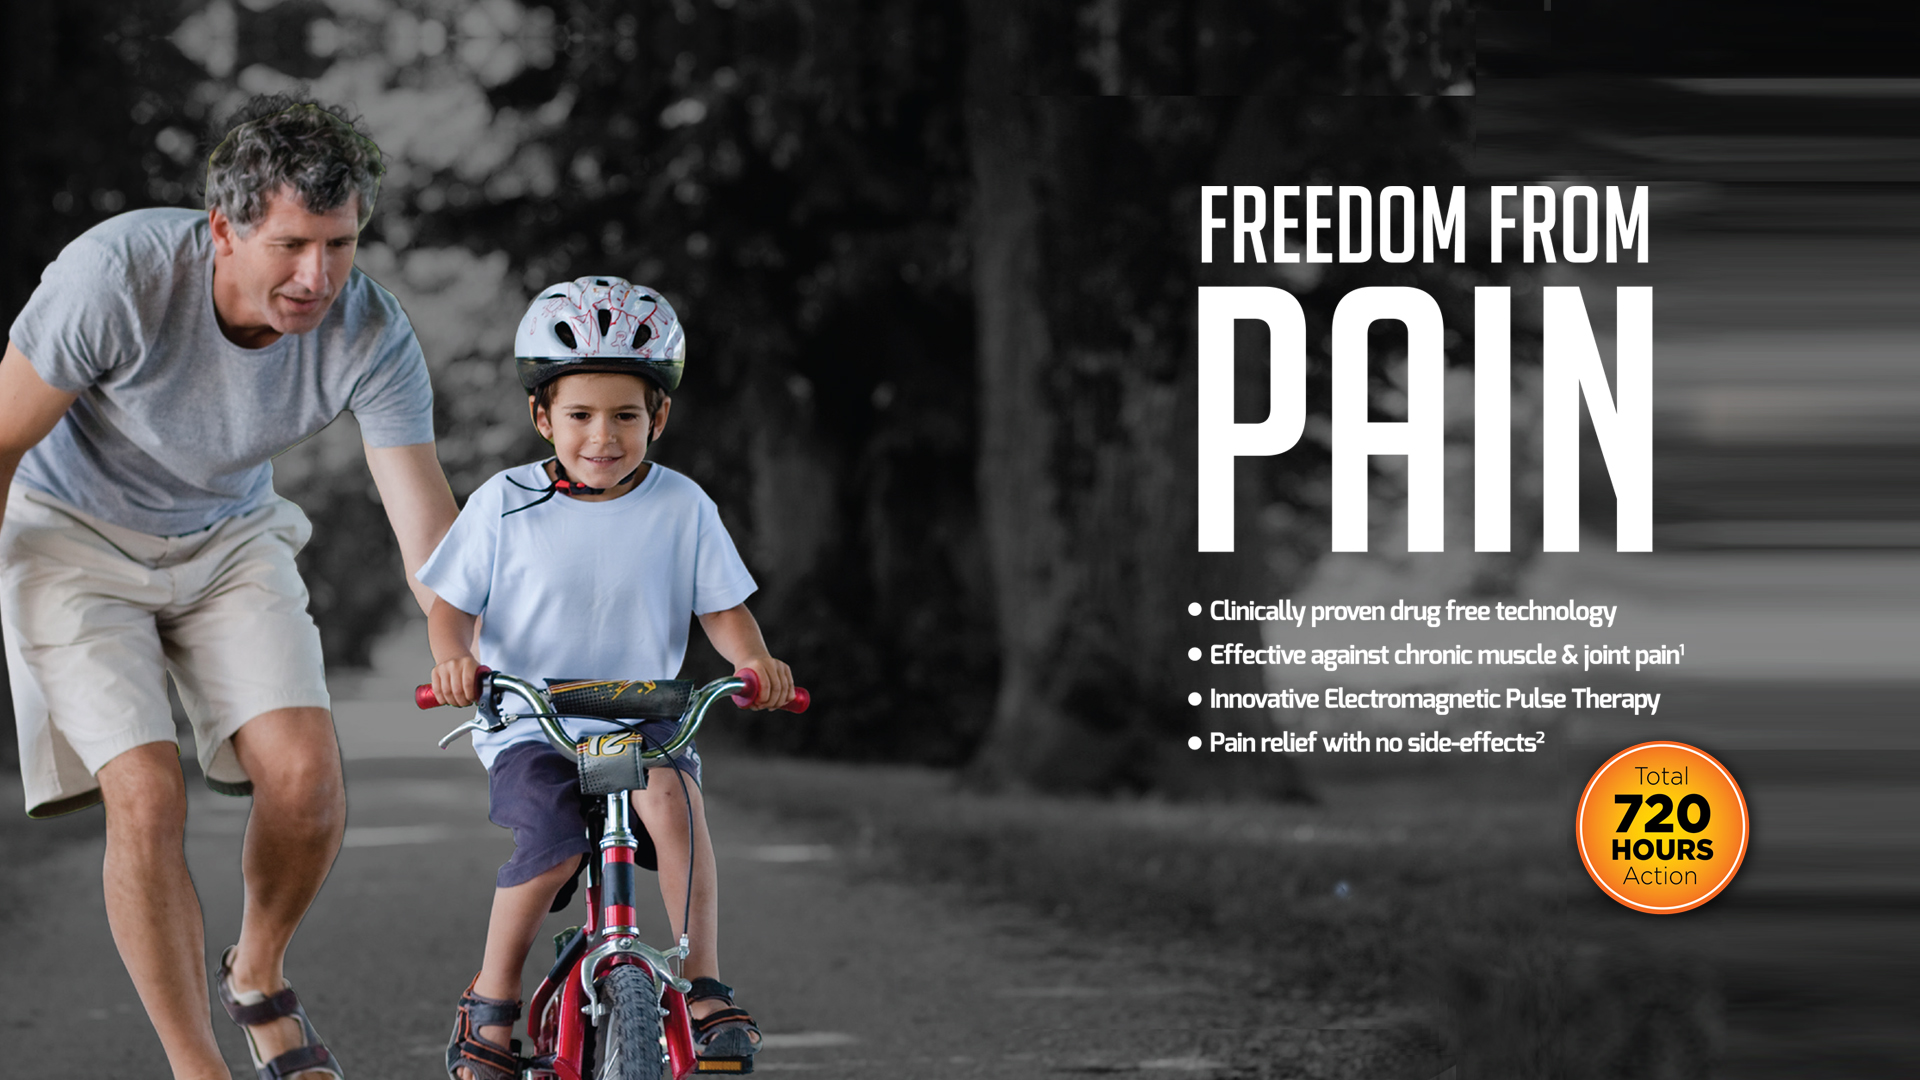 FREEDOM FROM
PAIN
• Clinically proven drug free technology
• Effective against chronic muscle & joint pain¹
• Innovative Electromagnetic Pulse Therapy
• Pain relief with no side-effects²
Total
720
HOURS
Action
12